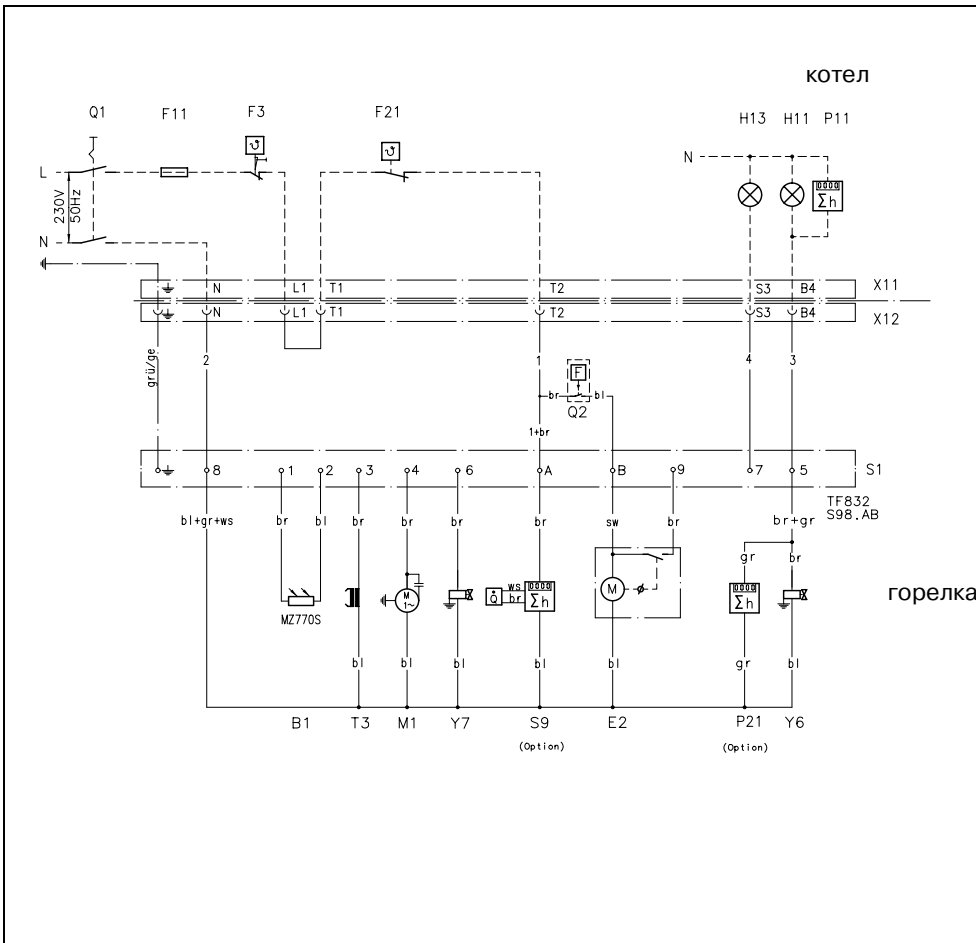 котел
Q1 F11 F3 F21 H13 H11 P11
N
L
230V
50Hz
N
0000
Σh
N L1 T1 T2 S3 B4 X11
N L1 T1 T2 S3 B4 X12
grü/ge 2 1 4 3
F
br bl
Q2
1+br
8 1 2 3 4 6 A B 9 7 5 S1
TF832
S98.AB
bl+gr+ws br bl br br br br sw br br+gr
gr br
M
1~
Q ws br
0000
Σh
M
0000
Σh
горелка
MZ770S
bl bl bl bl bl gr bl
B1 T3 M1 Y7 S9 E2 P21 Y6
(Option) (Option)